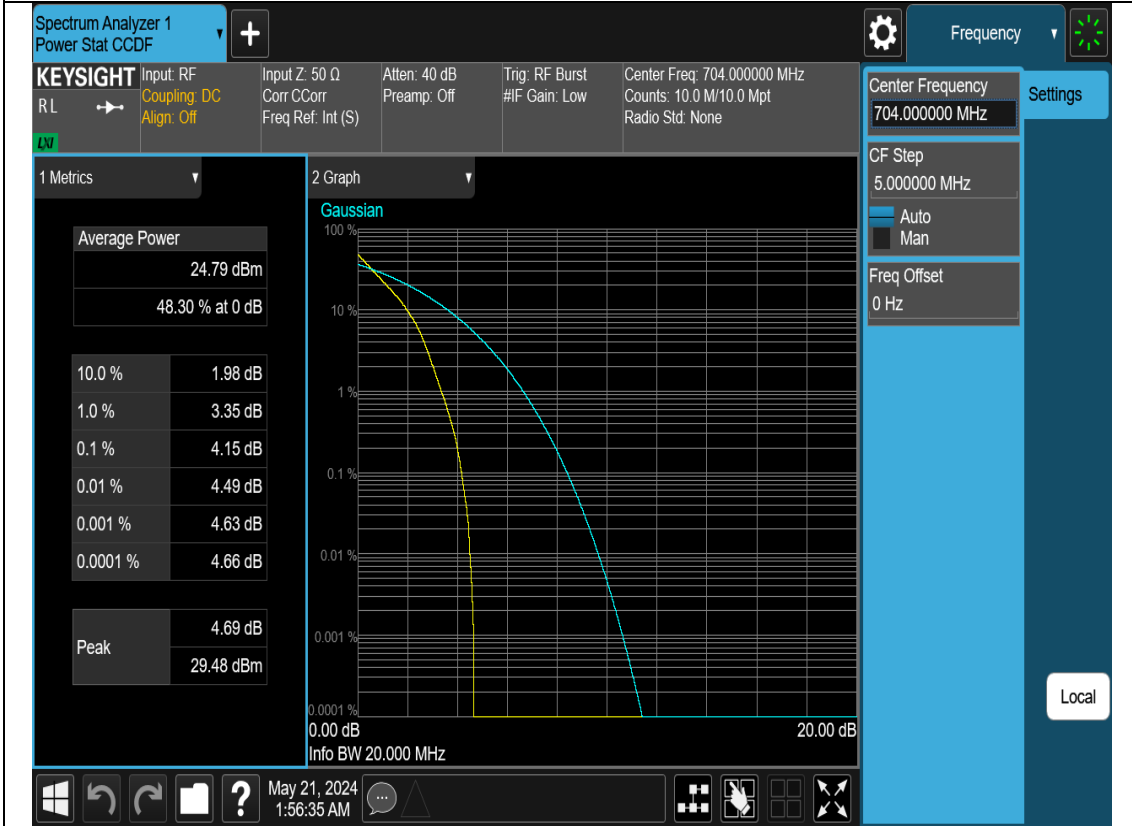 Spectrum Analyzer 1
Power Stat CCDF
+
Frequency
KEYSIGHT
RL
LXI
Input: RF
Coupling: DC
Align: Off
Input Z: 50 Ω
Corr CCorr
Freq Ref: Int (S)
Atten: 40 dB
Preamp: Off
Trig: RF Burst
#IF Gain: Low
Center Freq: 704.000000 MHz
Counts: 10.0 M/10.0 Mpt
Radio Std: None
Center Frequency
704.000000 MHz
Settings
CF Step
5.000000 MHz
Auto
Man
Freq Offset
0 Hz
1 Metrics
Average Power
24.79 dBm
48.30 % at 0 dB
10.0 % 1.98 dB
1.0 % 3.35 dB
0.1 % 4.15 dB
0.01 % 4.49 dB
0.001 % 4.63 dB
0.0001 % 4.66 dB
Peak
4.69 dB
29.48 dBm
2 Graph
Gaussian
100 %
10 %
1 %
0.1 %
0.01 %
0.001 %
0.0001 %
0.00 dB 20.00 dB
Info BW 20.000 MHz
Local
?
May 21, 2024
1:56:35 AM